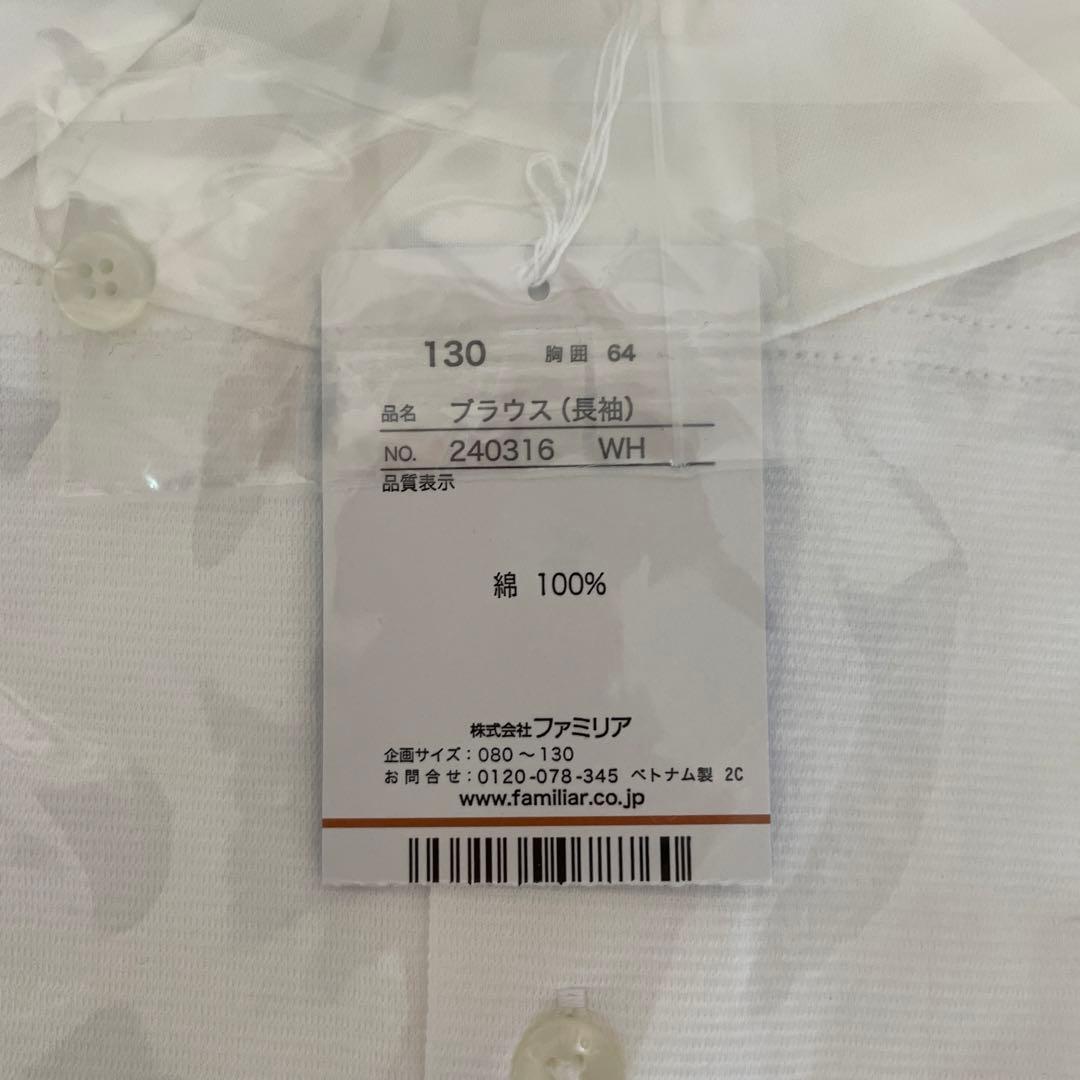 130 胸囲 64
品名 ブラウス(長袖)
NO. 240316 WH
品質表示
綿 100%
株式会社ファミリア
企画サイズ:080~130
お問合せ:0120-078-345 ベトナム製 2C
www.familiar.co.jp